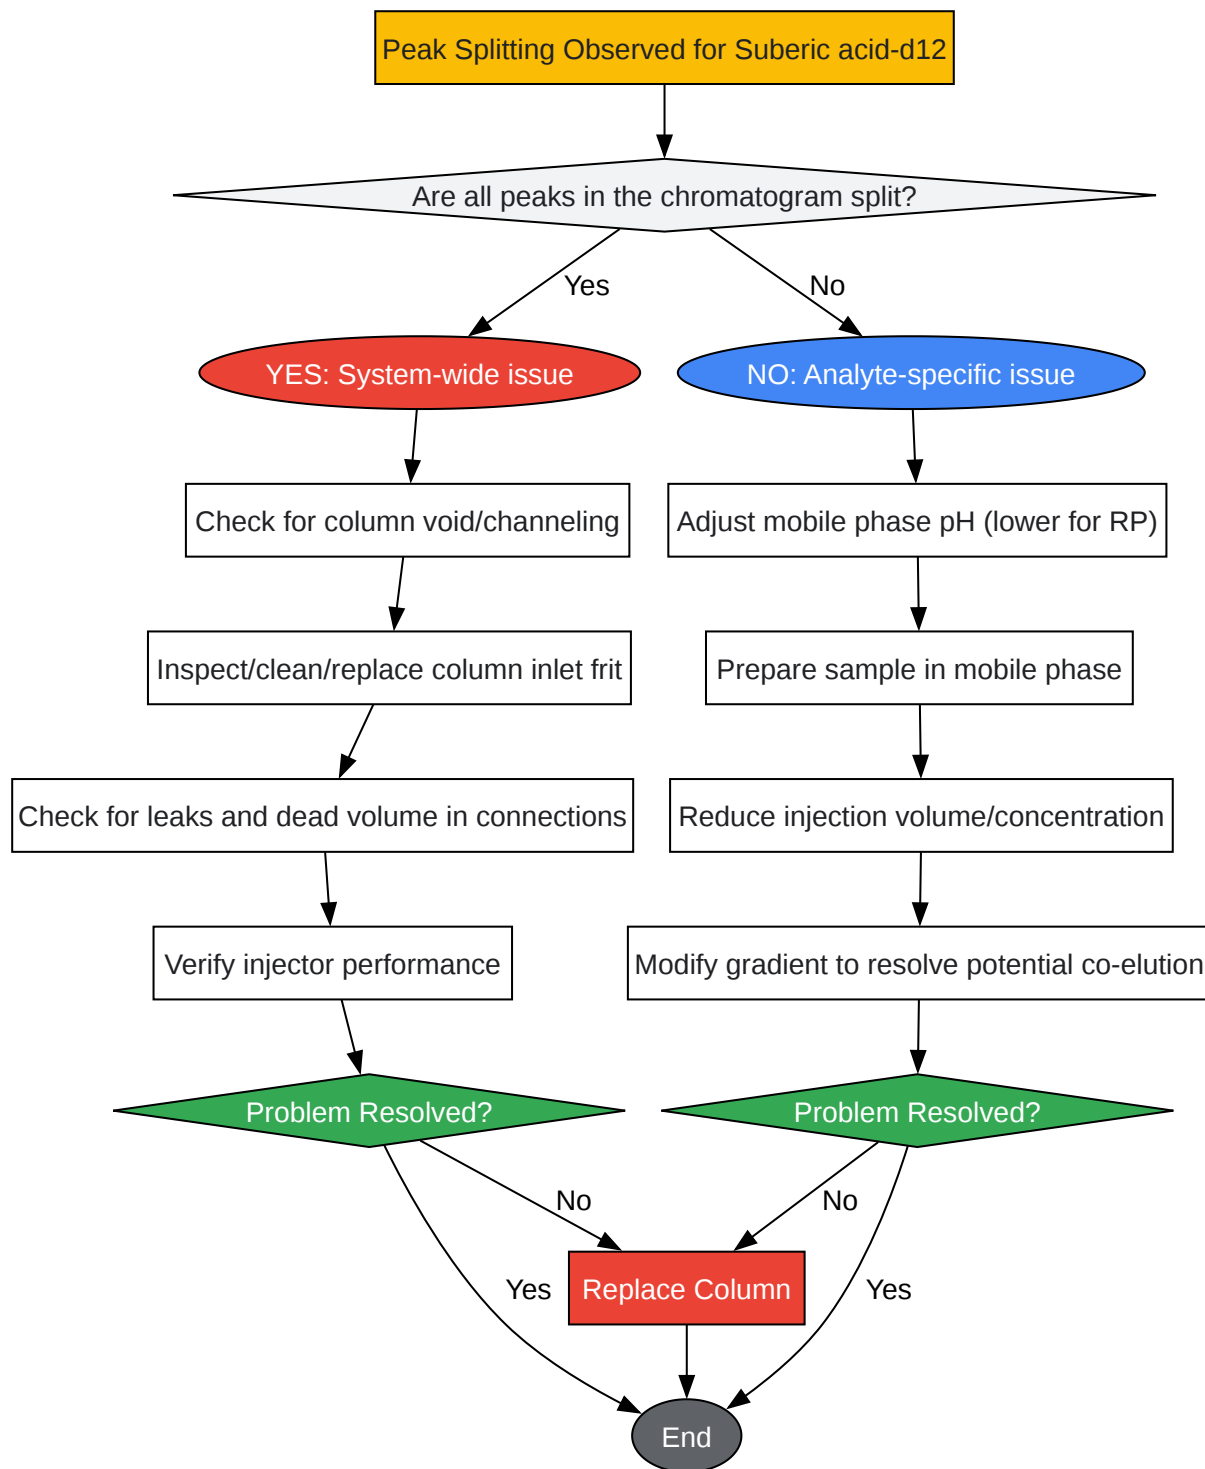 Peak Splitting Observed for Suberic acid-d12
Are all peaks in the chromatogram split?
Yes
No
YES: System-wide issue
NO: Analyte-specific issue
Check for column void/channeling
Adjust mobile phase pH (lower for RP)
Inspect/clean/replace column inlet frit
Prepare sample in mobile phase
Check for leaks and dead volume in connections
Reduce injection volume/concentration
Verify injector performance
Modify gradient to resolve potential co-elution
Problem Resolved?
Problem Resolved?
No
No
Yes
Replace Column
Yes
End